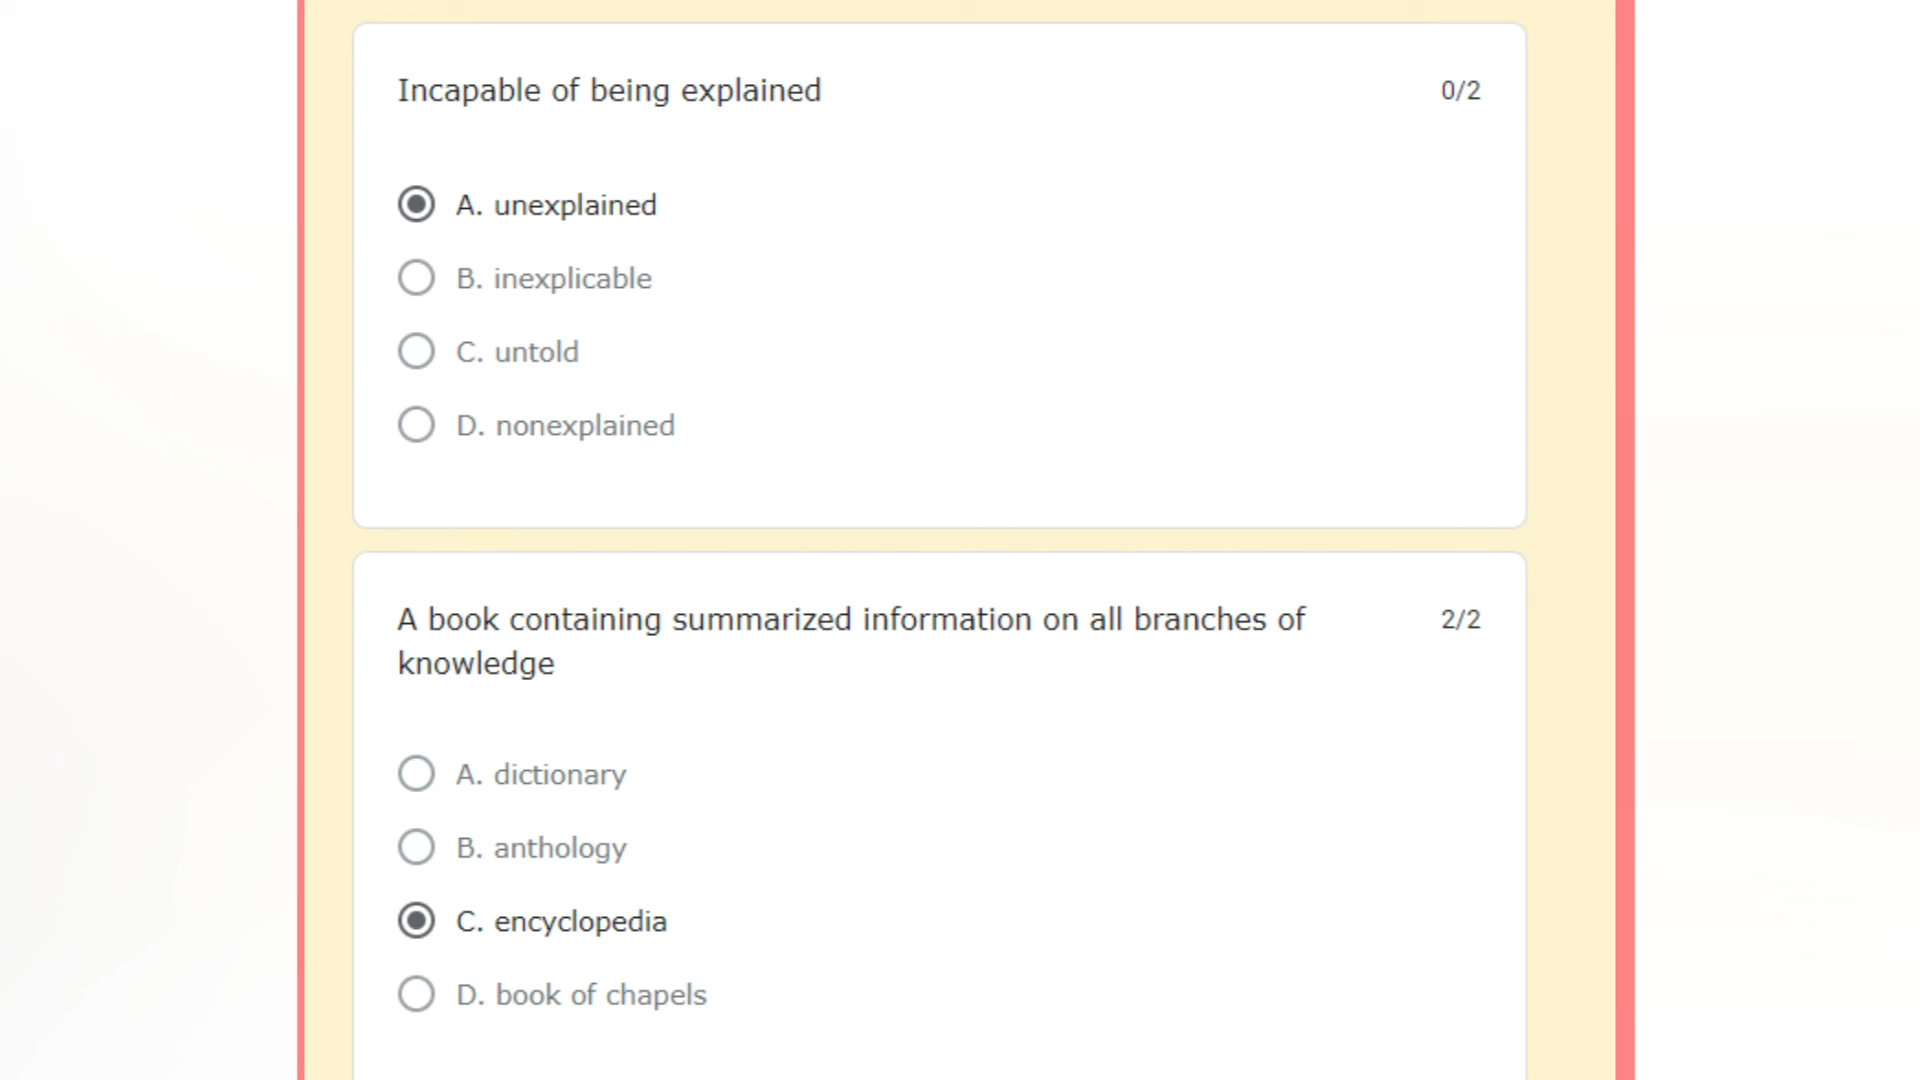 Incapable of being explained 0/2
A. unexplained
B. inexplicable
C. untold
D. nonexplained
A book containing summarized information on all branches of 2/2
knowledge
A. dictionary
B. anthology
C. encyclopedia
D. book of chapels